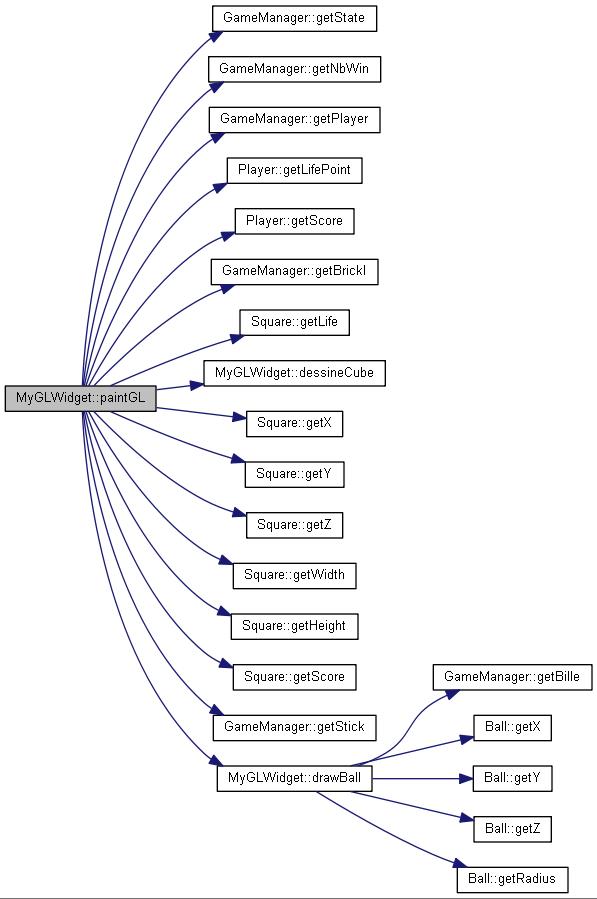 GameManager::getState
GameManager::getNbWin
GameManager::getPlayer
Player::getLifePoint
Player::getScore
GameManager::getBrickI
Square::getLife
MyGLWidget::dessineCube
MyGLWidget::paintGL
Square::getX
Square::getY
Square::getZ
Square::getWidth
Square::getHeight
Square::getScore
GameManager::getBille
GameManager::getStick
Ball::getX
MyGLWidget::drawBall
Ball::getY
Ball::getZ
Ball::getRadius